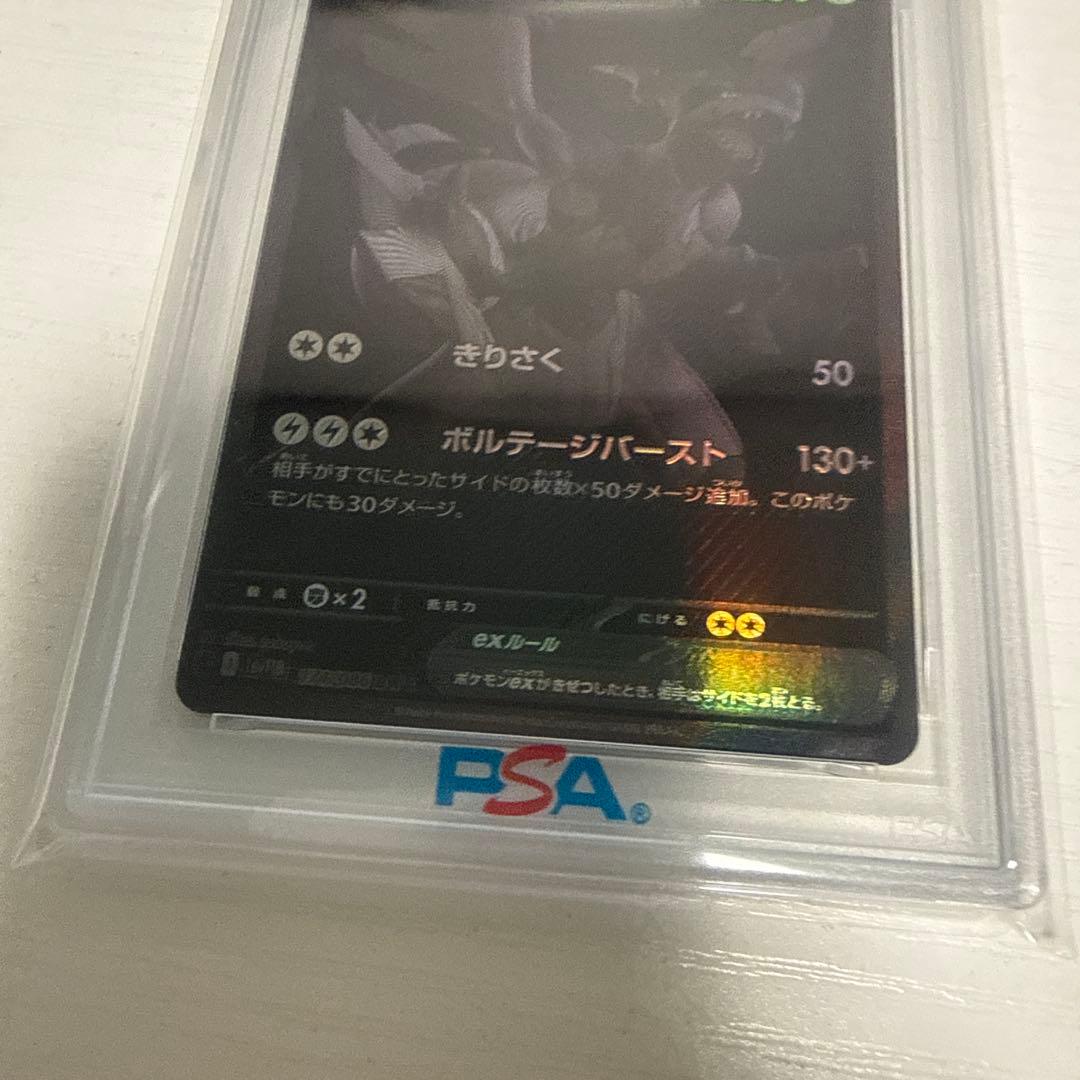 きりさく 50
ボルテージバースト 130+
相手がすでにとったサイドの枚数×50ダメージ追加。このポケ
モンにも30ダメージ。
弱点 ×2 抵抗力 にげる
exルール
ポケモンexがきぜつしたとき、相手はサイドを2枚とる。
PSA®